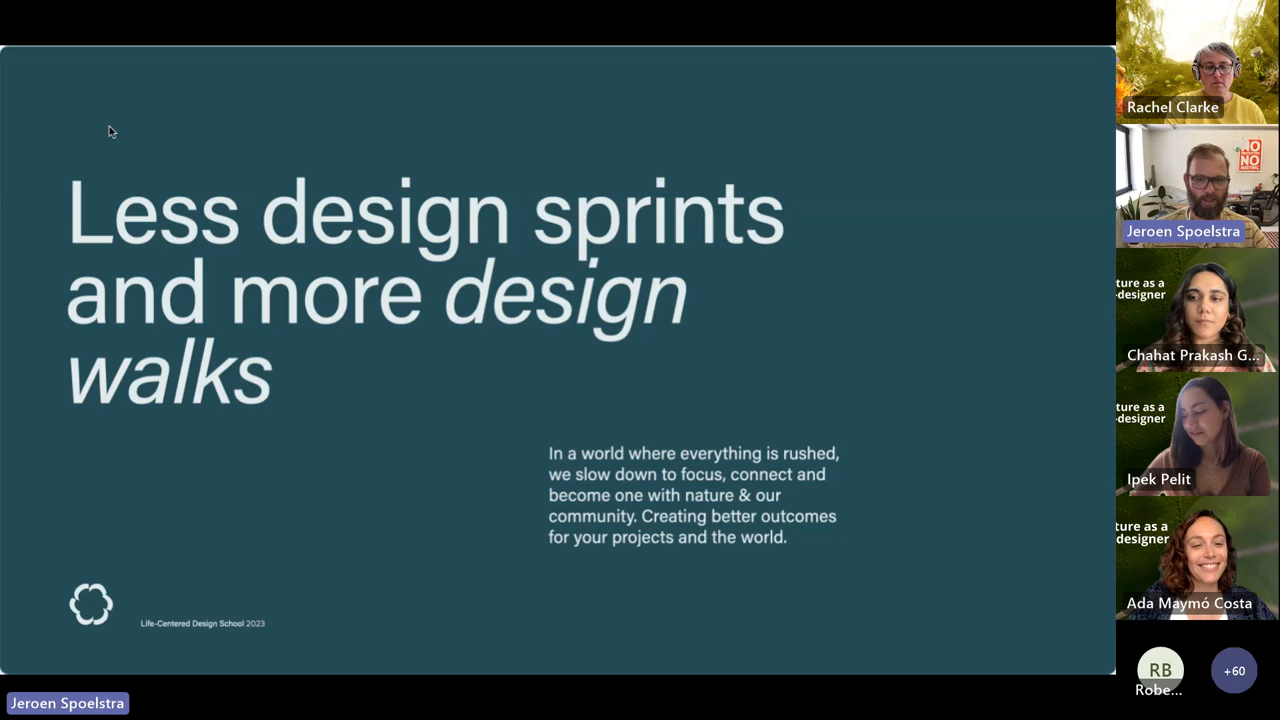 Less design sprints
and more design
walks
In a world where everything is rushed,
we slow down to focus, connect and
become one with nature & our
community. Creating better outcomes
for your projects and the world.
Life-Centered Design School 2023
Jeroen Spoelstra
Rachel Clarke
NO
NO
MEETING
Jeroen Spoelstra
ture as a
-designer
Chahat Prakash G...
ture as a
-designer
Ipek Pelit
ture as a
designer
Ada Maymó Costa
RB
Robe...
+60